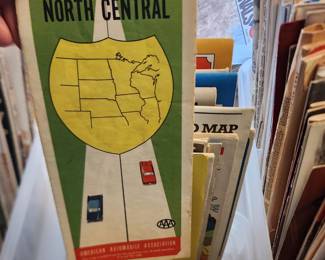 NORTH CENTRAL
D MAP
AAA
AMERICAN AUTOMOBILE ASSOCIATION